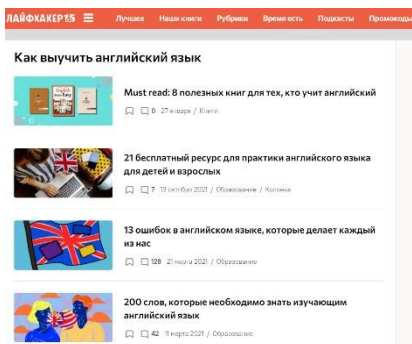 ЛАЙФХАКЕР
Лучшее Наши книги Рубрики Время есть Подкасты Промокоды
Как выучить английский язык
Must read: 8 полезных книг для тех, кто учит английский
0 27 января / Книги
21 бесплатный ресурс для практики английского языка
для детей и взрослых
7 13 октября 2021 / Образование / Колонка
13 ошибок в английском языке, которые делает каждый
из нас
128 21 марта 2021 / Образование
200 слов, которые необходимо знать изучающим
английский язык
42 11 марта 2021 / Образование